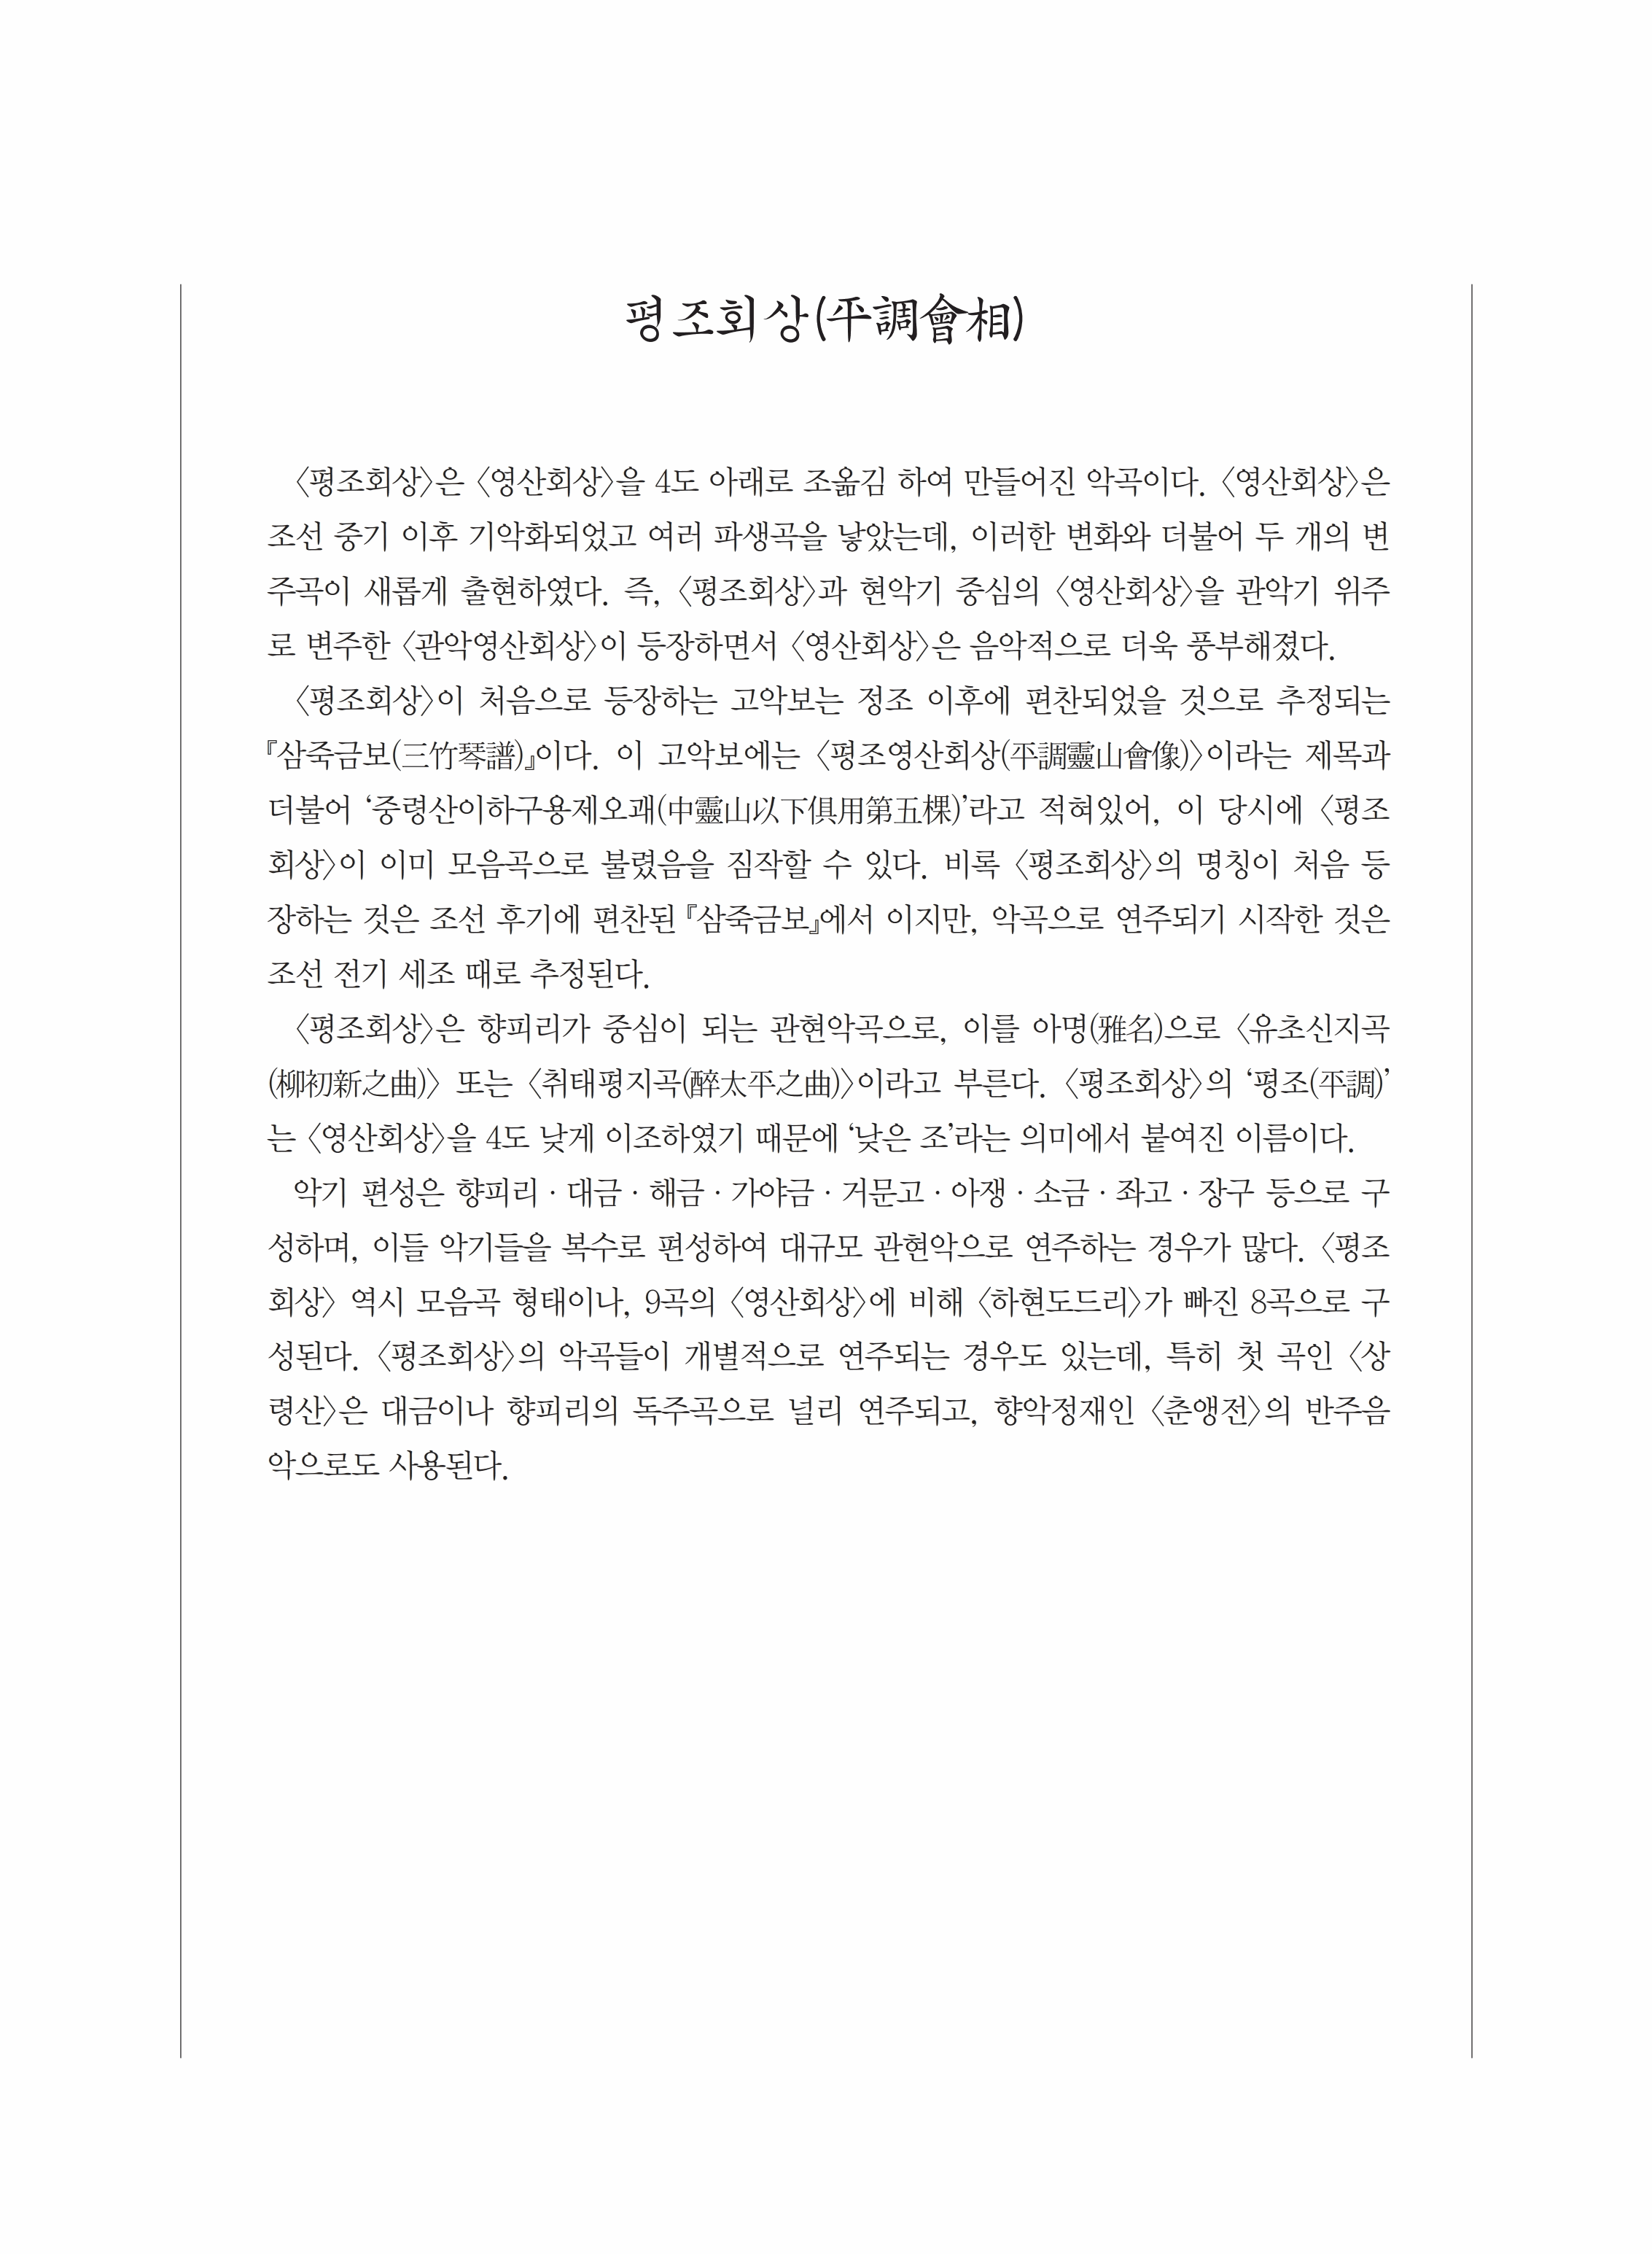 평조회상(平調會相)
〈평조회상〉은 〈영산회상〉을 4도 아래로 조옮김 하여 만들어진 악곡이다. 〈영산회상〉은
조선 중기 이후 기악화되었고 여러 파생곡을 낳았는데, 이러한 변화와 더불어 두 개의 변
주곡이 새롭게 출현하였다. 즉, 〈평조회상〉과 현악기 중심의 〈영산회상〉을 관악기 위주
로 변주한 〈관악영산회상〉이 등장하면서 〈영산회상〉은 음악적으로 더욱 풍부해졌다.
〈평조회상〉이 처음으로 등장하는 고악보는 정조 이후에 편찬되었을 것으로 추정되는
『삼죽금보(三竹琴譜)』이다. 이 고악보에는 〈평조영산회상(平調靈山會像)〉이라는 제목과
더불어 ‘중령산이하구용제오괘(中靈山以下俱用第五棵)’라고 적혀있어, 이 당시에 〈평조
회상〉이 이미 모음곡으로 불렸음을 짐작할 수 있다. 비록 〈평조회상〉의 명칭이 처음 등
장하는 것은 조선 후기에 편찬된 『삼죽금보』에서 이지만, 악곡으로 연주되기 시작한 것은
조선 전기 세조 때로 추정된다.
〈평조회상〉은 향피리가 중심이 되는 관현악곡으로, 이를 아명(雅名)으로 〈유초신지곡
(柳初新之曲)〉 또는 〈취태평지곡(醉太平之曲)〉이라고 부른다. 〈평조회상〉의 ‘평조(平調)’
는 〈영산회상〉을 4도 낮게 이조하였기 때문에 ‘낮은 조’라는 의미에서 붙여진 이름이다.
악기 편성은 향피리 · 대금 · 해금 · 가야금 · 거문고 · 아쟁 · 소금 · 좌고 · 장구 등으로 구
성하며, 이들 악기들을 복수로 편성하여 대규모 관현악으로 연주하는 경우가 많다. 〈평조
회상〉 역시 모음곡 형태이나, 9곡의 〈영산회상〉에 비해 〈하현도드리〉가 빠진 8곡으로 구
성된다. 〈평조회상〉의 악곡들이 개별적으로 연주되는 경우도 있는데, 특히 첫 곡인 〈상
령산〉은 대금이나 향피리의 독주곡으로 널리 연주되고, 향악정재인 〈춘앵전〉의 반주음
악으로도 사용된다.